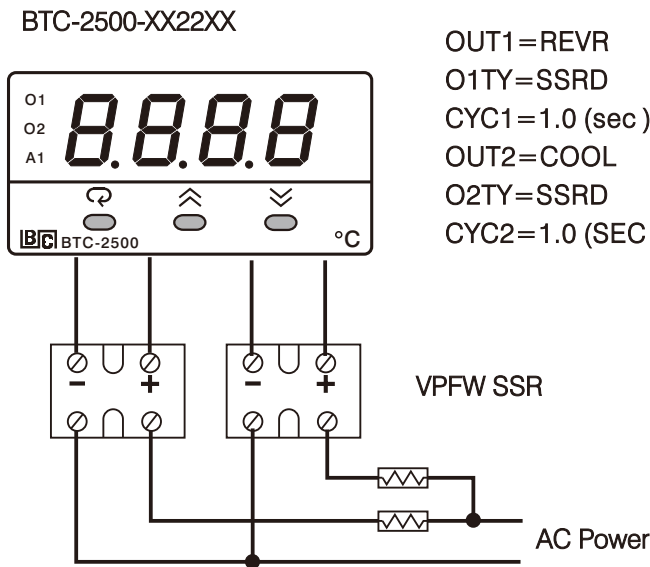 BTC-2500-XX22XX
OUT1=REVR
O1TY=SSRD
CYC1=1.0 (sec )
OUT2=COOL
O2TY=SSRD
CYC2=1.0 (SEC
O1
O2
A1
8.8.8.8
BTC BTC-2500
°C
- +
- +
VPFW SSR
AC Power